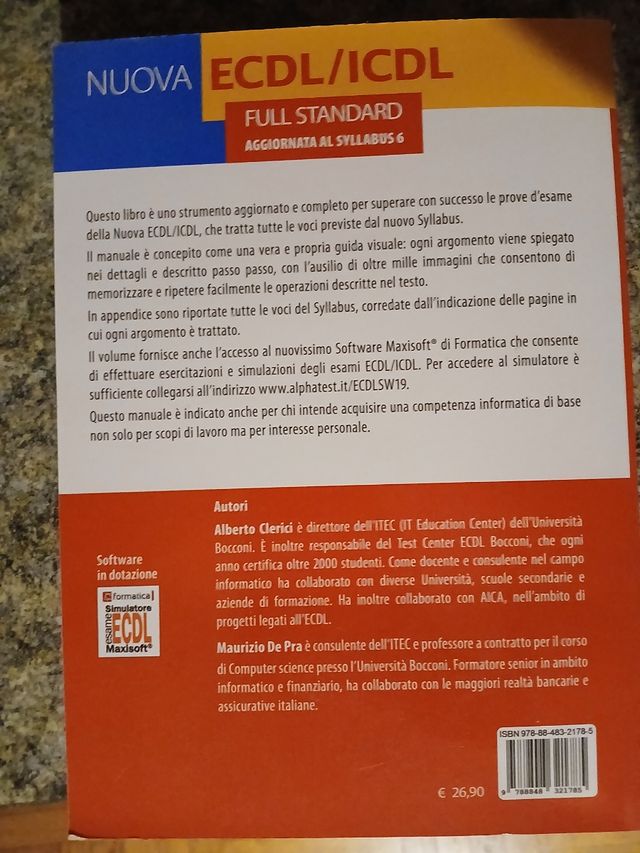 NUOVA ECDL/ICDL
FULL STANDARD
AGGIORNATA AL SYLLABUS 6
Questo libro è uno strumento aggiornato e completo per superare con successo le prove d'esame
della Nuova ECDL/ICDL, che tratta tutte le voci previste dal nuovo Syllabus.
Il manuale è concepito come una vera e propria guida visuale: ogni argomento viene spiegato
nei dettagli e descritto passo passo, con l'ausilio di oltre mille immagini che consentono di
memorizzare e ripetere facilmente le operazioni descritte nel testo.
In appendice sono riportate tutte le voci del Syllabus, corredate dall'indicazione delle pagine in
cui ogni argomento è trattato.
Il volume fornisce anche l'accesso al nuovissimo Software Maxisoft® di Formatica che consente
di effettuare esercitazioni e simulazioni degli esami ECDL/ICDL. Per accedere al simulatore è
sufficiente collegarsi all'indirizzo www.alphatest.it/ECDLSW19.
Questo manuale è indicato anche per chi intende acquisire una competenza informatica di base
non solo per scopi di lavoro ma per interesse personale.
Autori
Alberto Clerici è direttore dell'ITEC (IT Education Center) dell'Università
Bocconi. È inoltre responsabile del Test Center ECDL Bocconi, che ogni
anno certifica oltre 2000 studenti. Come docente e consulente nel campo
informatico ha collaborato con diverse Università, scuole secondarie e
aziende di formazione. Ha inoltre collaborato con AICA, nell'ambito di
progetti legati all'ECDL.
Maurizio De Pra è consulente dell'ITEC e professore a contratto per il corso
di Computer science presso l'Università Bocconi. Formatore senior in ambito
informatico e finanziario, ha collaborato con le maggiori realtà bancarie e
assicurative italiane.
Software
in dotazione
formatica
Simulatore
esame ECDL
Maxisoft®
ISBN 978-88-483-2178-5
9 788848 321785
€ 26,90